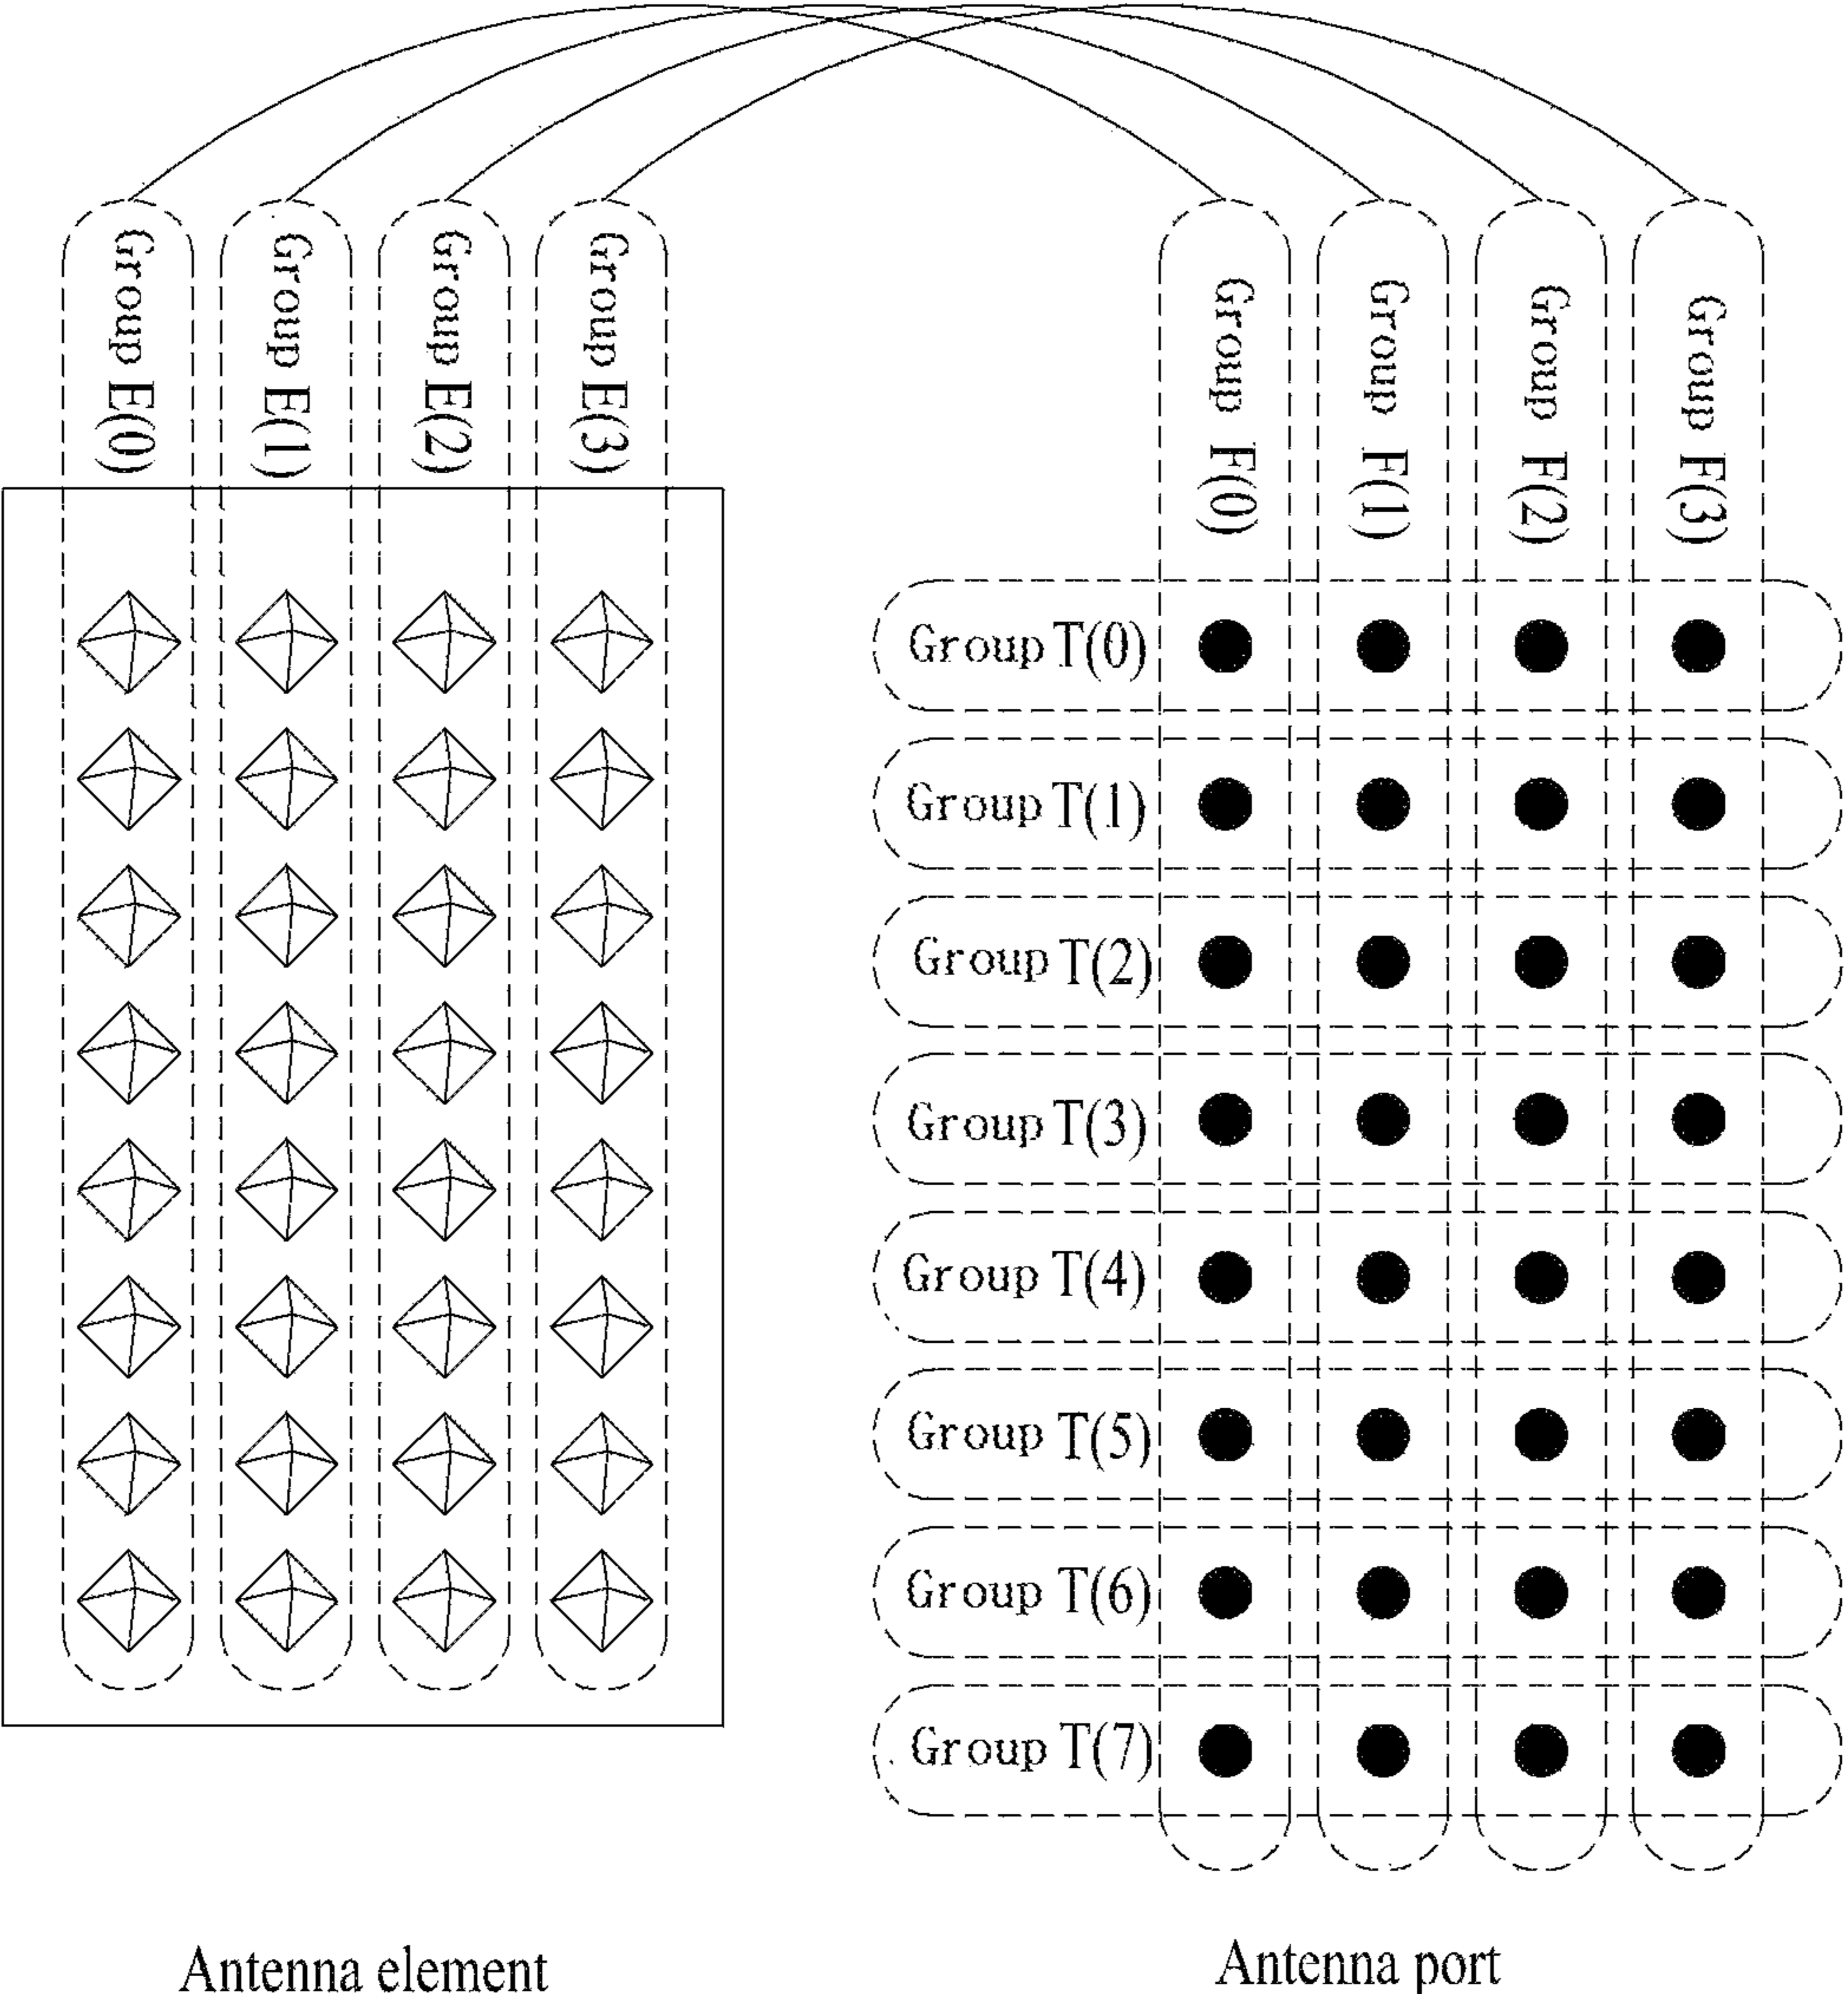 Group E(0)
Group E(1)
Group E(2)
Group E(3)
Group F(0)
Group F(1)
Group F(2)
Group F(3)
Group T(0)
Group T(1)
Group T(2)
Group T(3)
Group T(4)
Group T(5)
Group T(6)
Group T(7)
Antenna element
Antenna port